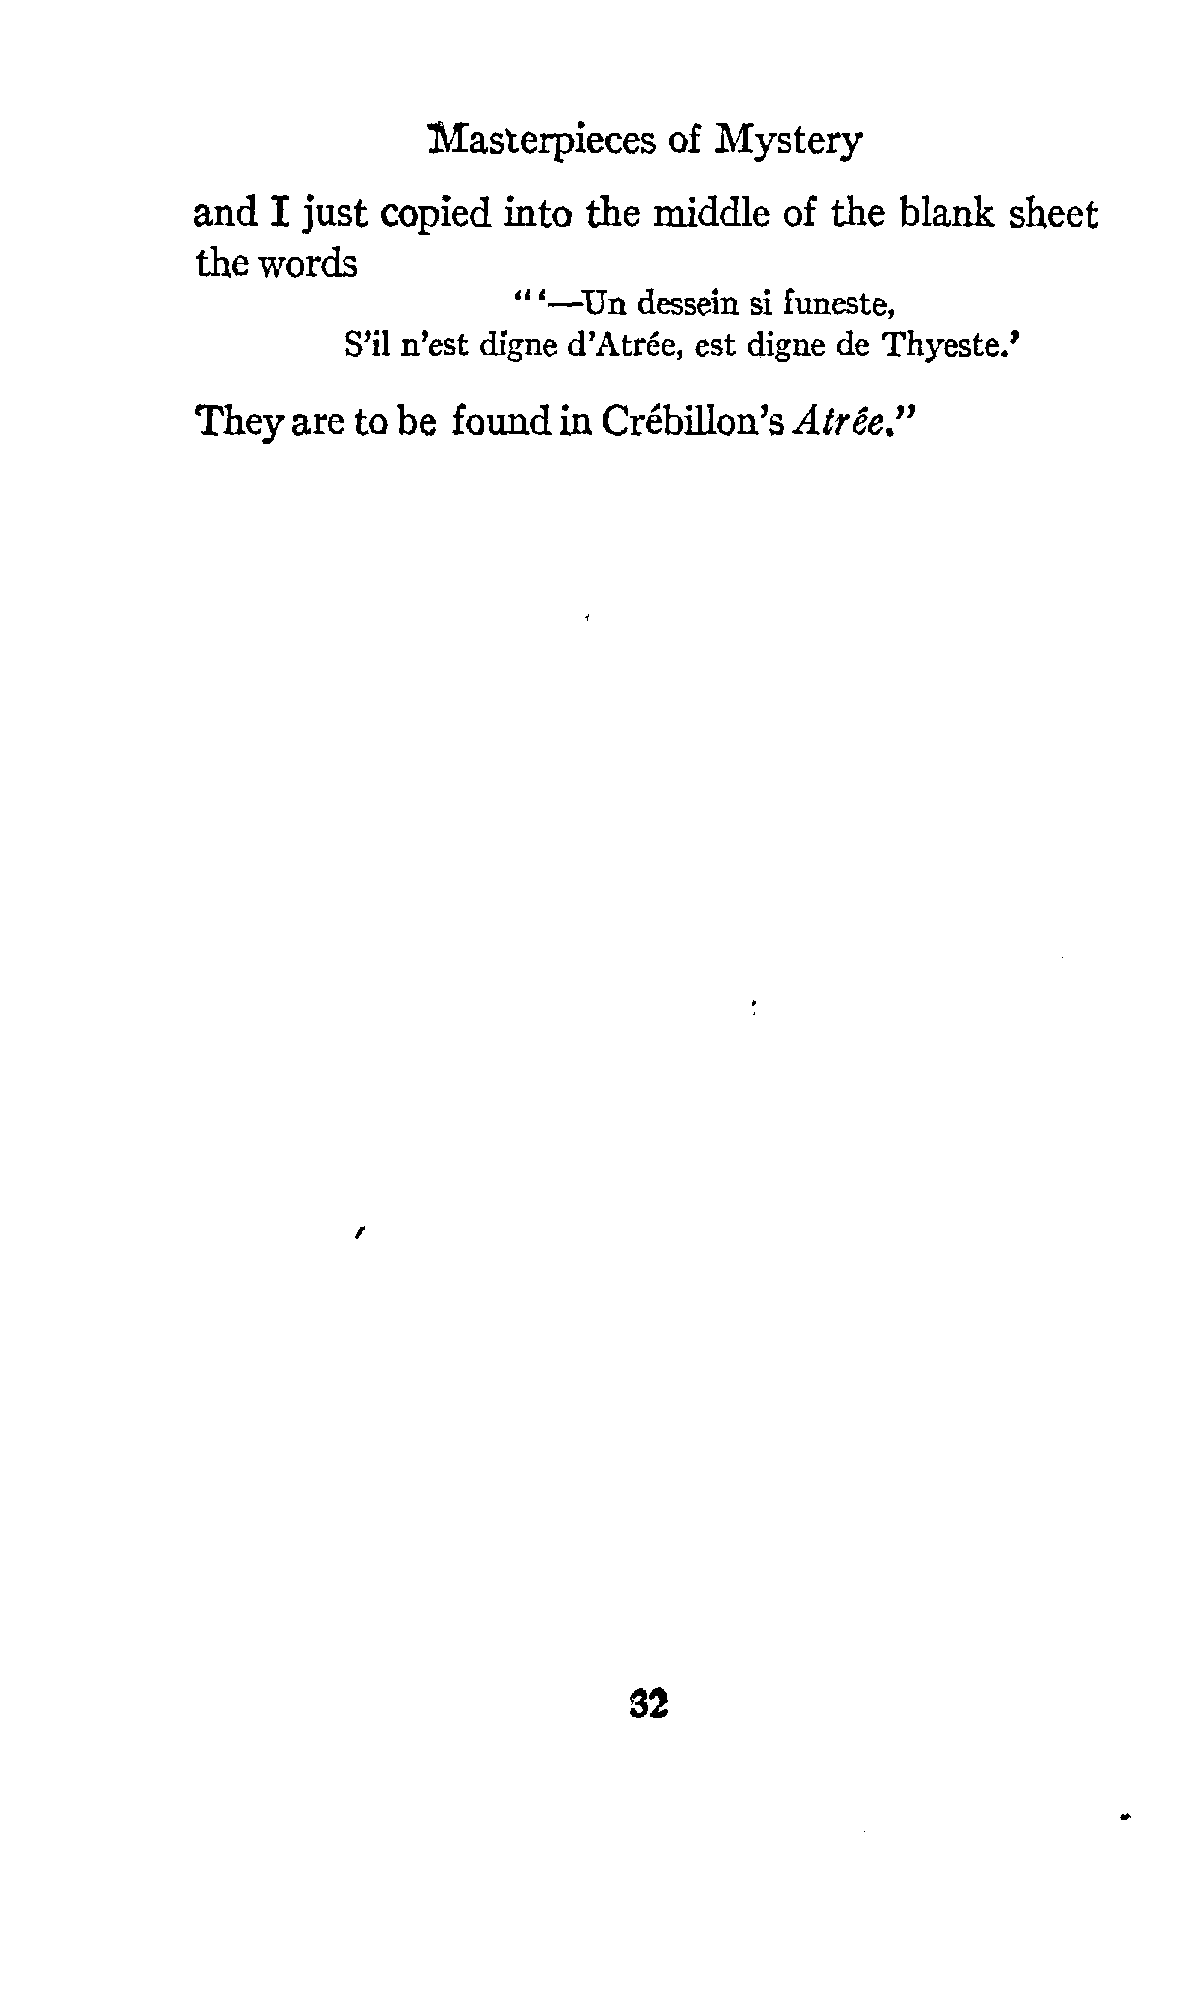 Masterpieces of Mystery
and I just copied into the middle of the blank sheet
the words
“ ‘—Un dessein si funeste,
S’il n’est digne d’Atrée, est digne de Thyeste.’
They are to be found in Crébillon’s Atrée.”
32